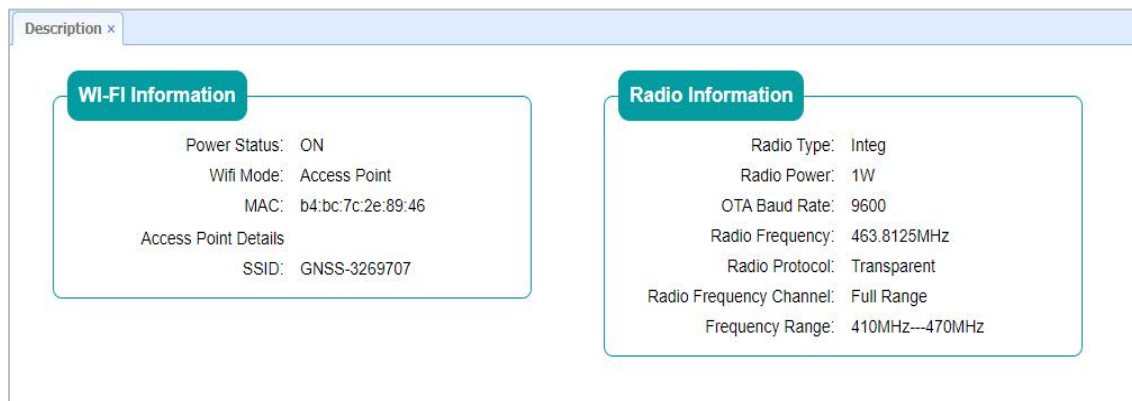 Description ×
WI-FI Information
Power Status: ON
Wifi Mode: Access Point
MAC: b4:bc:7c:2e:89:46
Access Point Details
SSID: GNSS-3269707
Radio Information
Radio Type: Integ
Radio Power: 1W
OTA Baud Rate: 9600
Radio Frequency: 463.8125MHz
Radio Protocol: Transparent
Radio Frequency Channel: Full Range
Frequency Range: 410MHz---470MHz